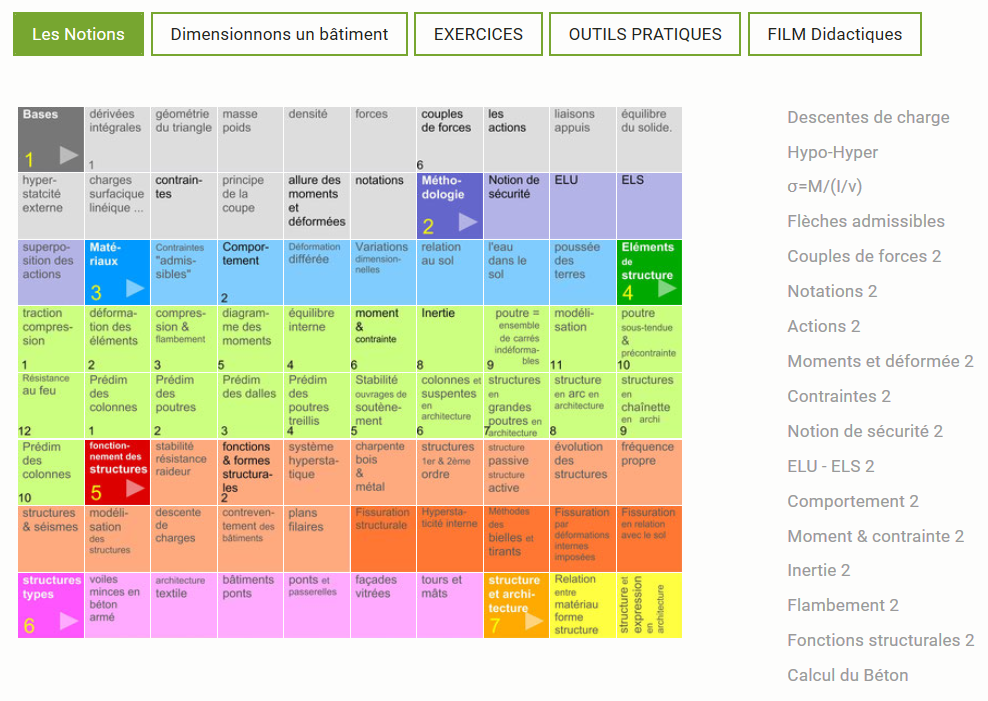 Les Notions
Dimensionnons un bâtiment
EXERCICES
OUTILS PRATIQUES
FILM Didactiques
Bases
1
dérivées
intégrales
1
géométrie
du triangle
masse
poids
densité
forces
couples
de forces
6
les
actions
liaisons
appuis
équilibre
du solide.
hyper-
statcité
externe
charges
surfacique
linéique ...
contrain-
tes
principe
de la
coupe
allure des
moments
et
déformées
notations
Métho-
dologie
2
Notion de
sécurité
ELU
ELS
superpo-
sition des
actions
Maté-
riaux
3
Contraintes
"admis-
sibles"
Compor-
tement
2
Déformation
différée
Variations
dimension-
nelles
relation
au sol
l'eau
dans le
sol
poussée
des
terres
Eléments
de
structure
4
traction
compres-
sion
1
déforma-
tion des
éléments
2
compres-
sion &
flambement
3
diagram-
me des
moments
5
équilibre
interne
4
moment
&
contrainte
6
Inertie
8
poutre =
ensemble
de carrés
indéforma-
bles
9
modéli-
sation
11
poutre
sous-tendue
&
précontrainte
10
Résistance
au feu
12
Prédim
des
colonnes
1
Prédim
des
poutres
2
Prédim
des dalles
3
Prédim
des
poutres
treillis
4
Stabilité
ouvrages de
soutène-
ment
5
colonnes et
suspentes
en
architecture
6
structures
en
grandes
poutres en
architecture
7
structure
en arc en
architecture
8
structures
en
chaînette
en archi
9
Prédim
des
colonnes
10
fonction-
nement des
structures
5
stabilité
résistance
raideur
fonctions
& formes
structura-
les
2
système
hypersta-
tique
charpente
bois
&
métal
structures
1er & 2ème
ordre
structure
passive
structure
active
évolution
des
structures
fréquence
propre
structures
& séismes
modéli-
sation
des
structures
descente
de
charges
contreven-
tement des
bâtiments
plans
filaires
Fissuration
structurale
Hypersta-
ticité interne
Méthodes
des
bielles et
tirants
Fissuration
par
déformations
internes
imposées
Fissuration
en relation
avec le sol
structures
types
6
voiles
minces en
béton
armé
architecture
textile
bâtiments
ponts
ponts et
passerelles
façades
vitrées
tours et
mâts
structure
et archi-
tecture
7
Relation
entre
matériau
forme
structure
structure et
expression
en
architecture
Descentes de charge
Hypo-Hyper
σ=M/(I/v)
Flèches admissibles
Couples de forces 2
Notations 2
Actions 2
Moments et déformée 2
Contraintes 2
Notion de sécurité 2
ELU - ELS 2
Comportement 2
Moment & contrainte 2
Inertie 2
Flambement 2
Fonctions structurales 2
Calcul du Béton